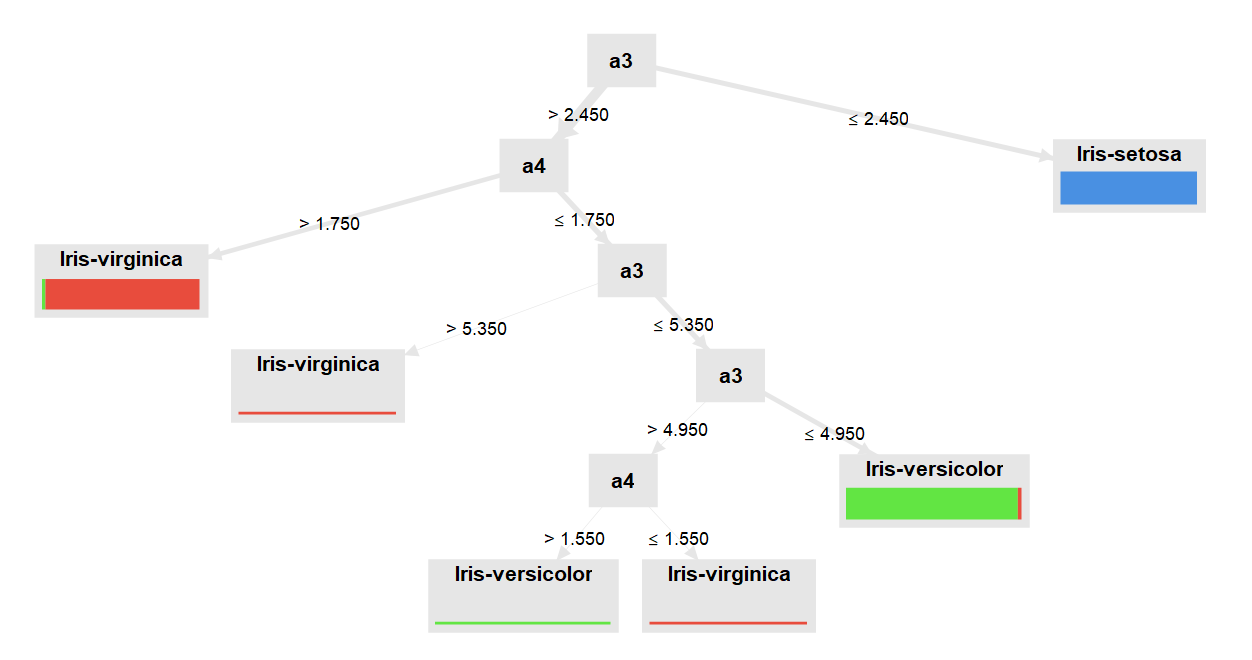 a3
> 2.450
≤ 2.450
a4
Iris-setosa
> 1.750
≤ 1.750
Iris-virginica
a3
> 5.350
≤ 5.350
Iris-virginica
a3
> 4.950
≤ 4.950
a4
Iris-versicolor
> 1.550
≤ 1.550
Iris-versicolor
Iris-virginica